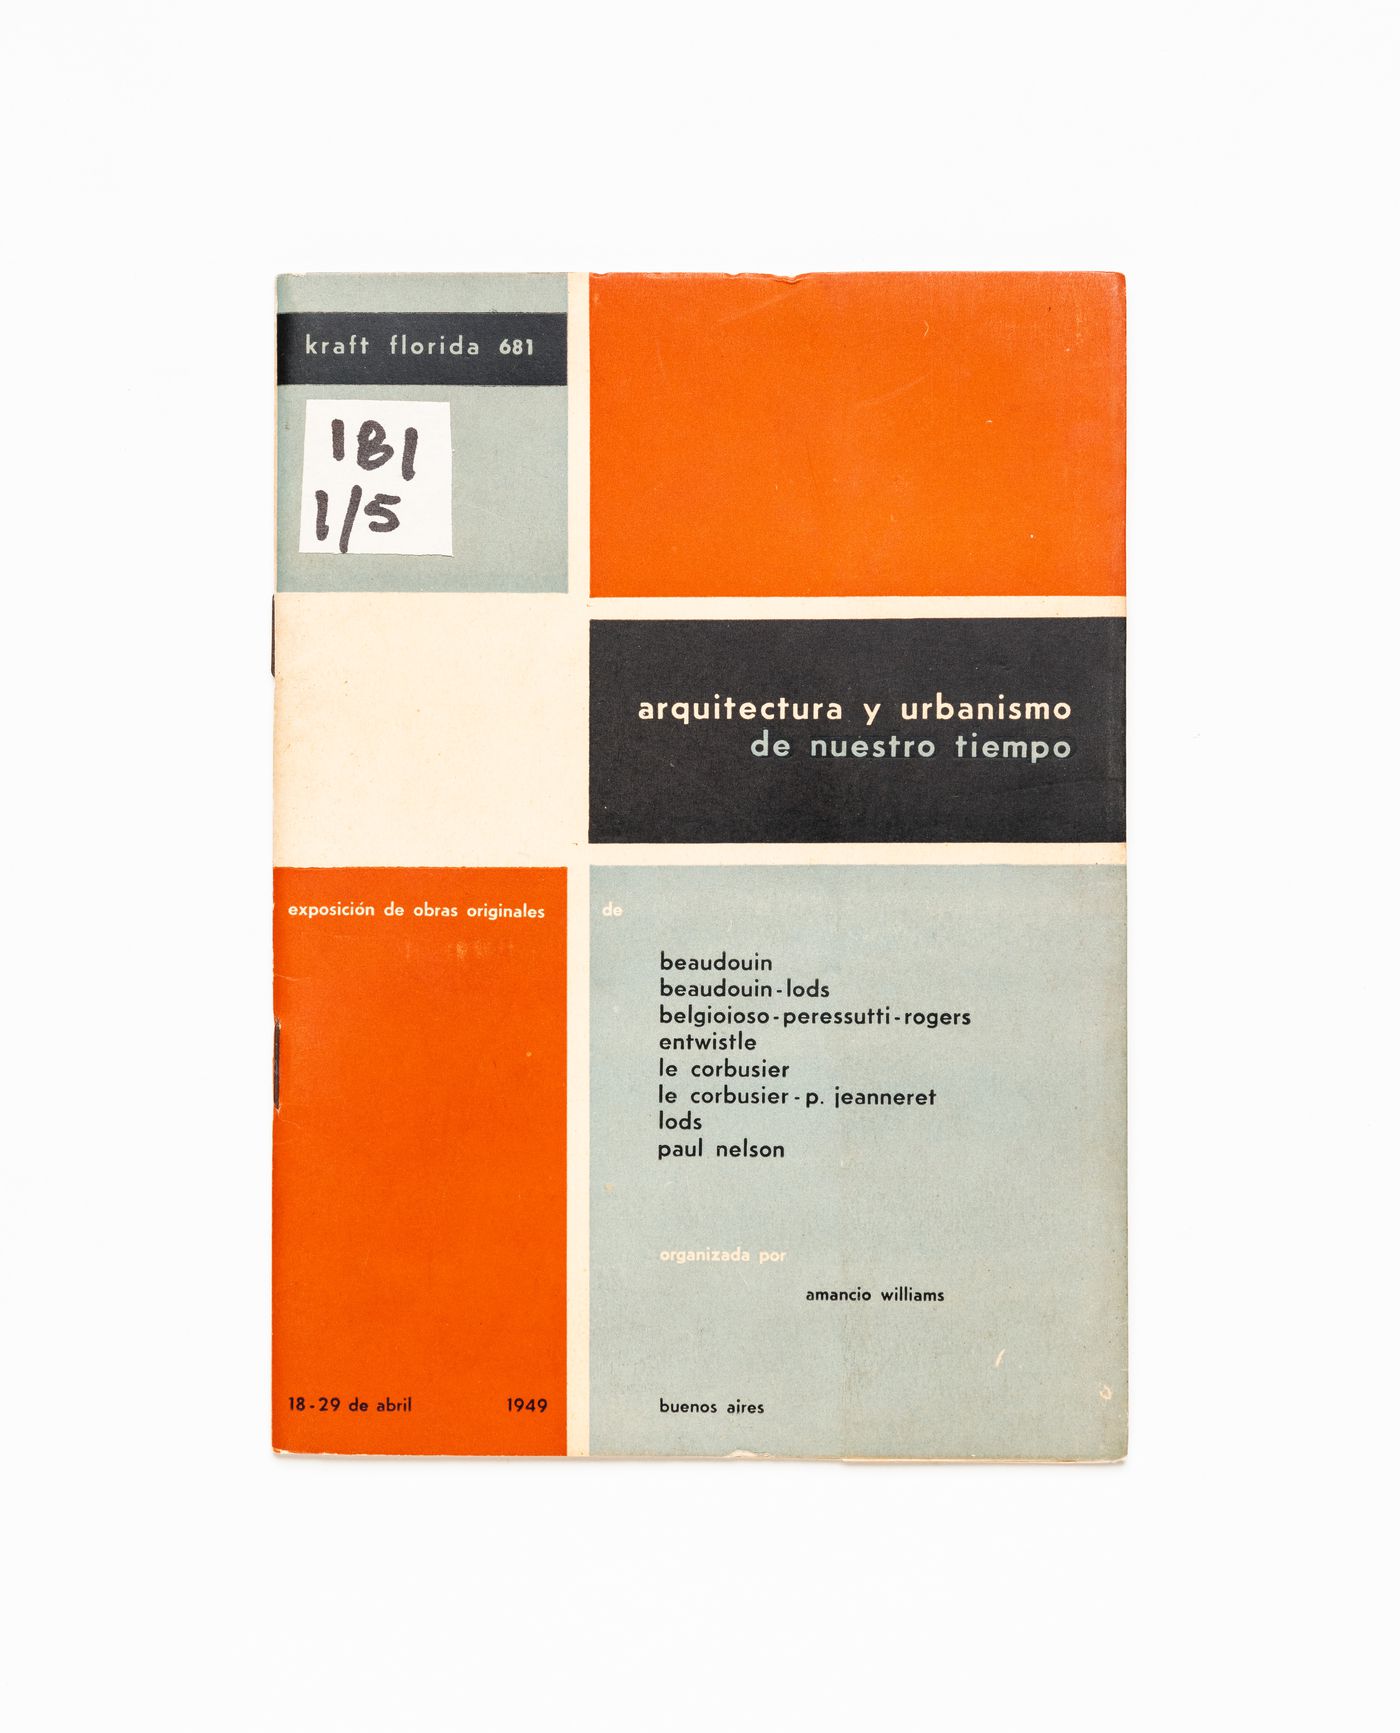 kraft florida 681
181
1/5
arquitectura y urbanismo
de nuestro tiempo
exposición de obras originales de
beaudouin
beaudouin-lods
belgioioso-peressutti-rogers
entwistle
le corbusier
le corbusier-p. jeanneret
lods
paul nelson
organizada por
amancio williams
18-29 de abril 1949 buenos aires